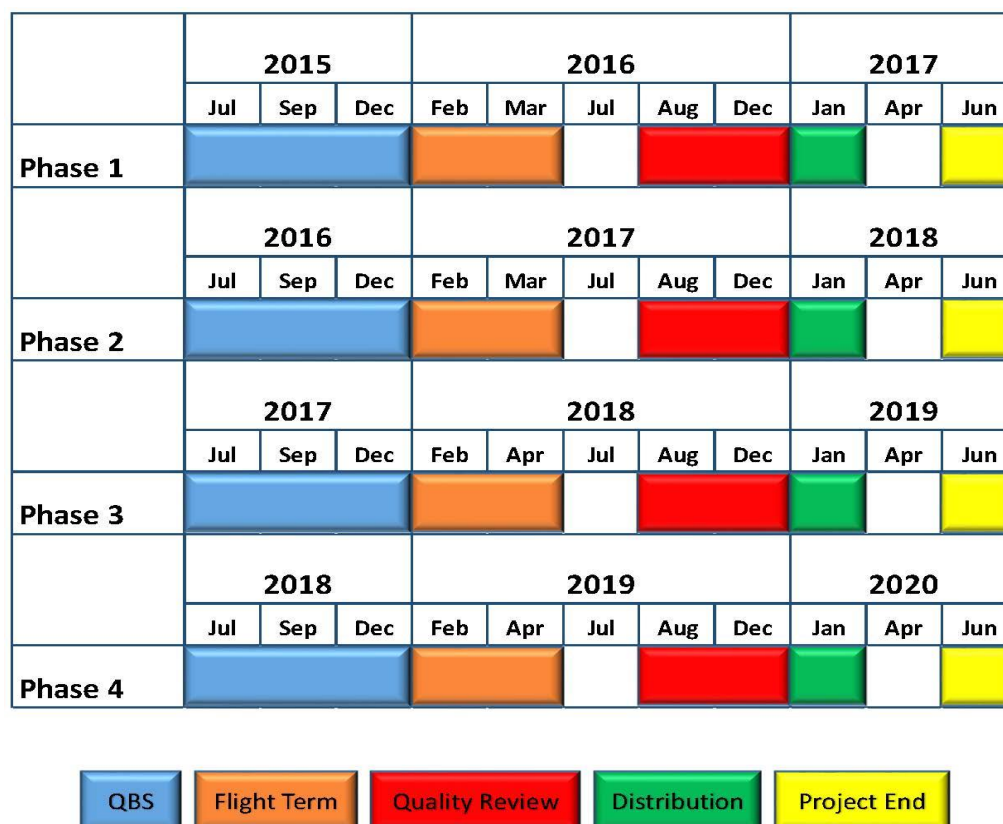 2015 2016 2017
Jul Sep Dec Feb Mar Jul Aug Dec Jan Apr Jun
Phase 1
2016 2017 2018
Jul Sep Dec Feb Mar Jul Aug Dec Jan Apr Jun
Phase 2
2017 2018 2019
Jul Sep Dec Feb Apr Jul Aug Dec Jan Apr Jun
Phase 3
2018 2019 2020
Jul Sep Dec Feb Apr Jul Aug Dec Jan Apr Jun
Phase 4
QBS Flight Term Quality Review Distribution Project End